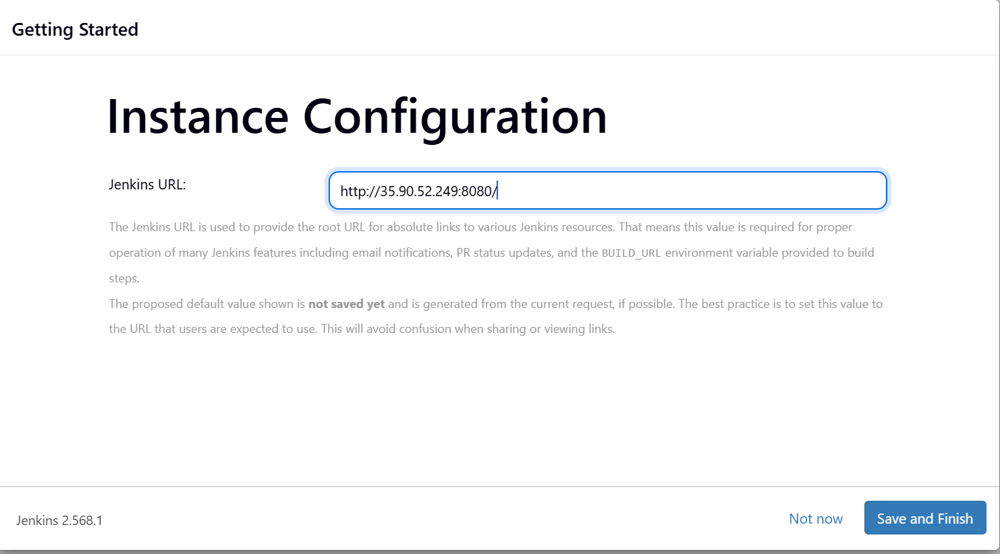 Getting Started
Instance Configuration
Jenkins URL:
http://35.90.52.249:8080/
The Jenkins URL is used to provide the root URL for absolute links to various Jenkins resources. That means this value is required for proper
operation of many Jenkins features including email notifications, PR status updates, and the BUILD_URL environment variable provided to build
steps.
The proposed default value shown is not saved yet and is generated from the current request, if possible. The best practice is to set this value to
the URL that users are expected to use. This will avoid confusion when sharing or viewing links.
Jenkins 2.568.1
Not now
Save and Finish